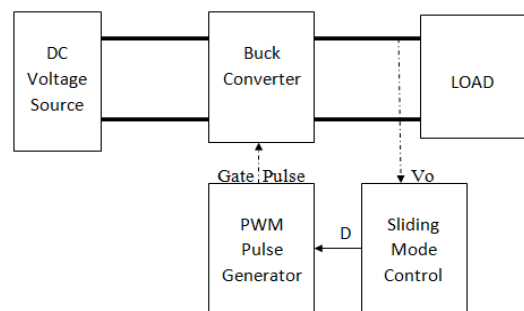 DC
Voltage
Source
Buck
Converter
LOAD
Gate Pulse
Vo
PWM
Pulse
Generator
D
Sliding
Mode
Control